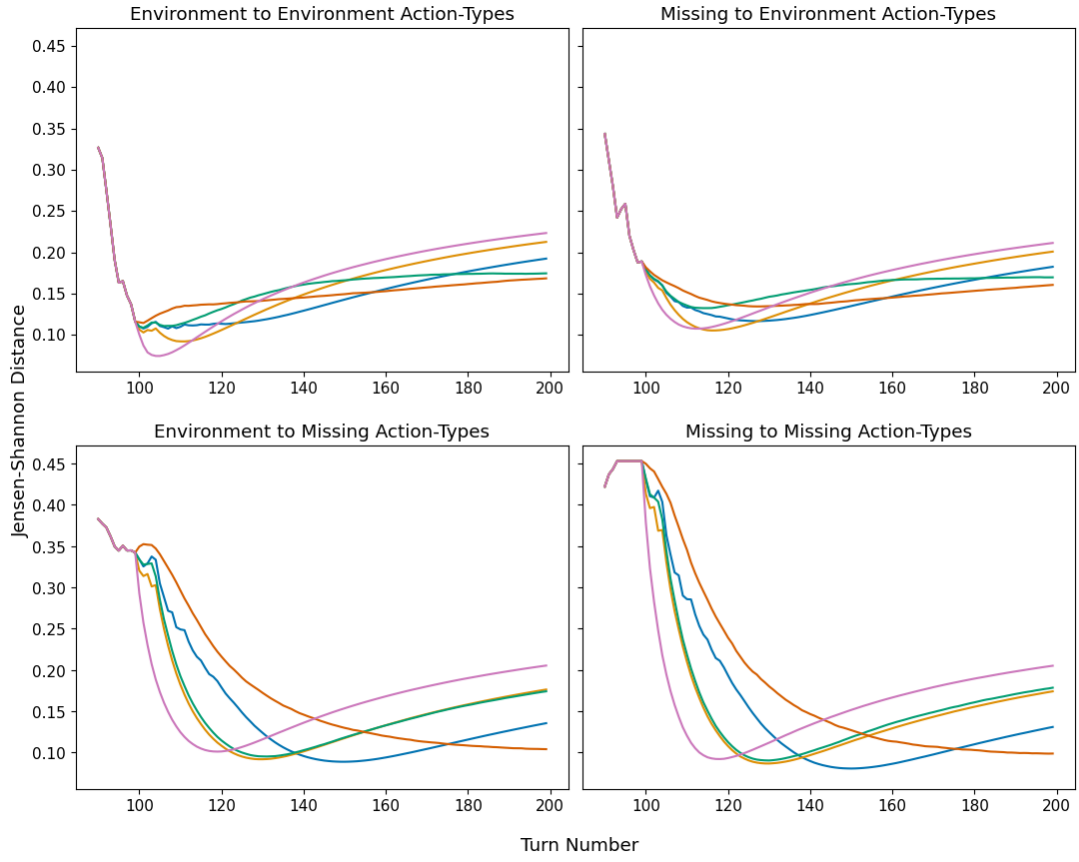 Environment to Environment Action-Types
Missing to Environment Action-Types
0.45
0.40
0.35
0.30
0.25
0.20
0.15
0.10
100 120 140 160 180 200
100 120 140 160 180 200
Jensen-Shannon Distance
Environment to Missing Action-Types
Missing to Missing Action-Types
0.45
0.40
0.35
0.30
0.25
0.20
0.15
0.10
100 120 140 160 180 200
100 120 140 160 180 200
Turn Number